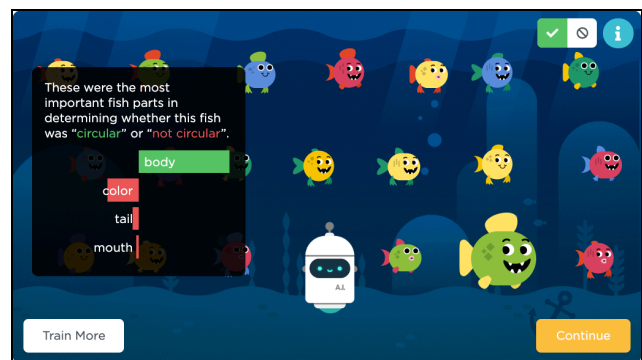 These were the most
important fish parts in
determining whether this fish
was “circular” or “not circular”.
body
color
tail
mouth
A.I.
Train More
Continue
i